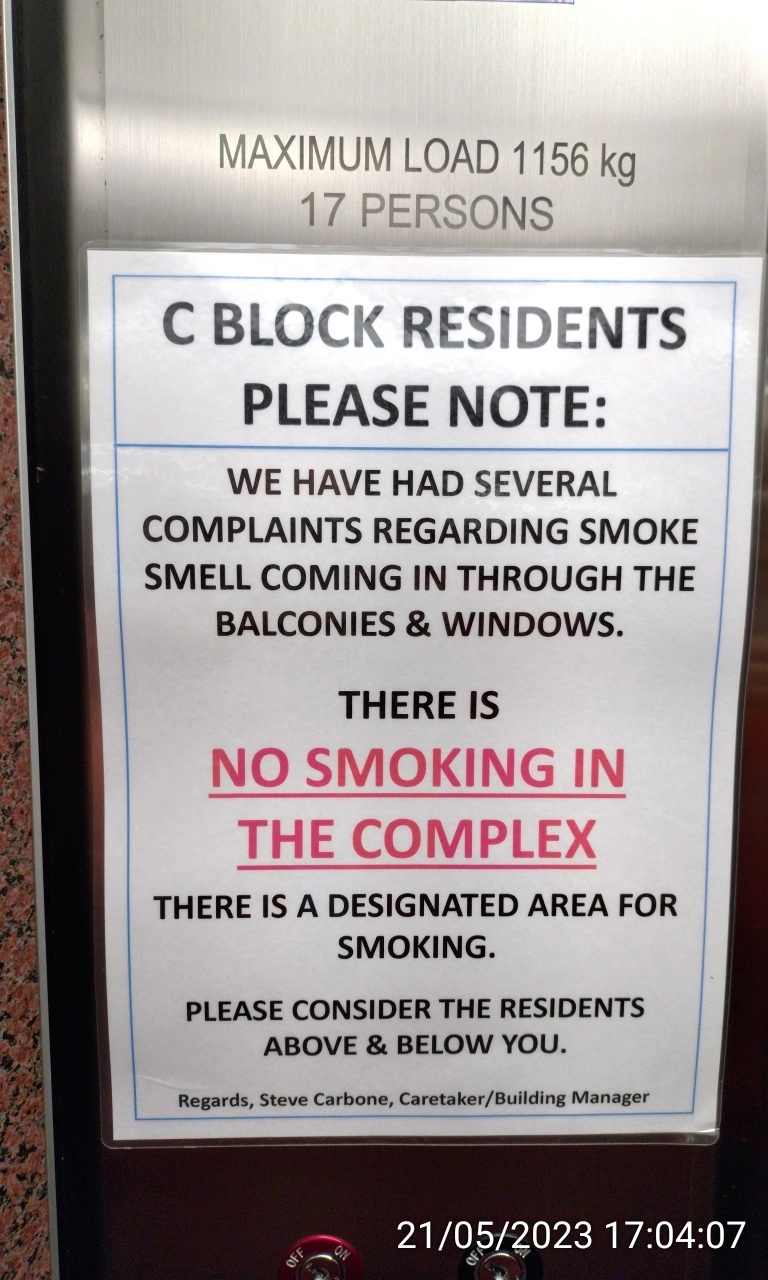 MAXIMUM LOAD 1156 kg
17 PERSONS
C BLOCK RESIDENTS
PLEASE NOTE:
WE HAVE HAD SEVERAL
COMPLAINTS REGARDING SMOKE
SMELL COMING IN THROUGH THE
BALCONIES & WINDOWS.
THERE IS
NO SMOKING IN
THE COMPLEX
THERE IS A DESIGNATED AREA FOR
SMOKING.
PLEASE CONSIDER THE RESIDENTS
ABOVE & BELOW YOU.
Regards, Steve Carbone, Caretaker/Building Manager
21/05/2023 17:04:07
OFF ON OFF ON